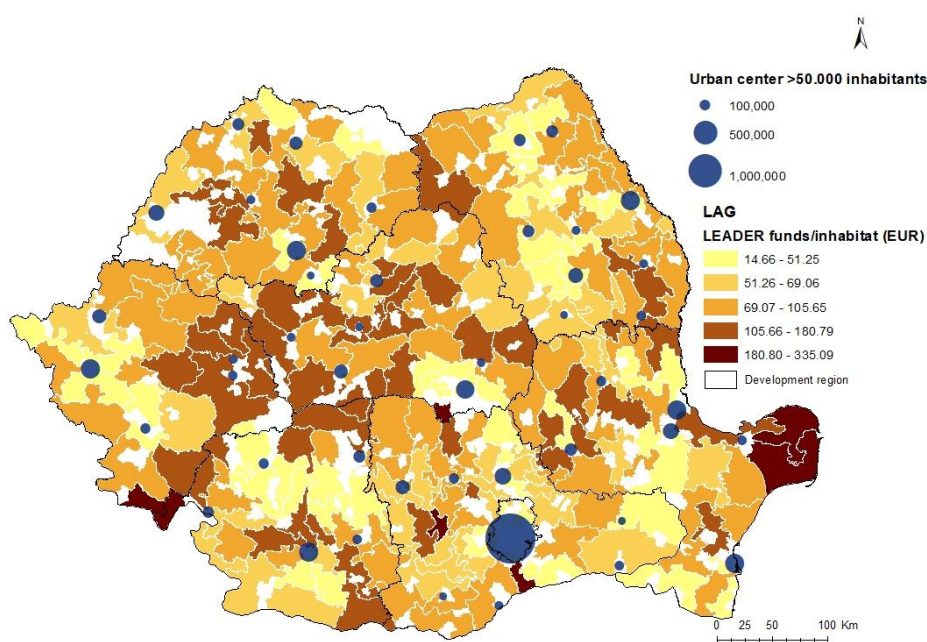 N
Urban center >50.000 inhabitants
100,000
500,000
1,000,000
LAG
LEADER funds/inhabitat (EUR)
14.66 - 51.25
51.26 - 69.06
69.07 - 105.65
105.66 - 180.79
180.80 - 335.09
Development region
0 25 50 100 Km